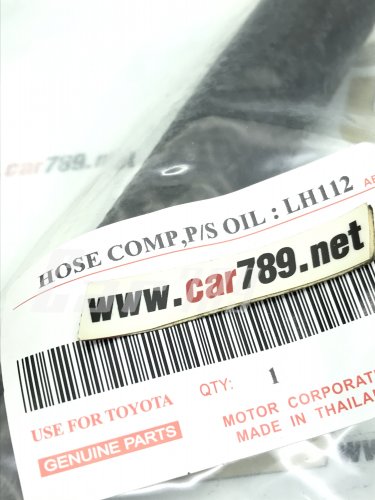 car789.net
HOSE COMP,P/S OIL : LH112
www.car789.net
USE FOR TOYOTA
GENUINE PARTS
QTY: 1
MOTOR CORPORAT
MADE IN THAILA